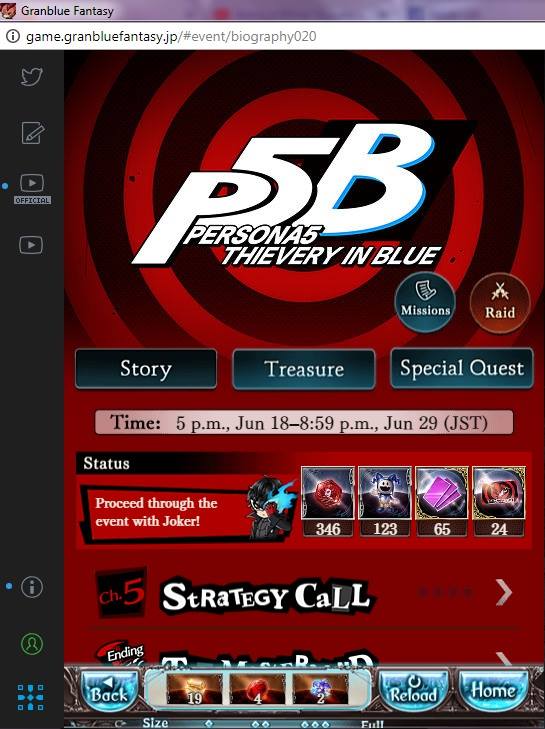 Granblue Fantasy
game.granbluefantasy.jp/#event/biography020
OFFICIAL
P5B
PERSONA5
THIEVERY IN BLUE
Missions
Raid
Story
Treasure
Special Quest
Time: 5 p.m., Jun 18–8:59 p.m., Jun 29 (JST)
Status
Proceed through the
event with Joker!
346
123
65
24
Ch.5
STRATEGY CALL
Ending
Back
19
4
2
Reload
Home
Size
Full